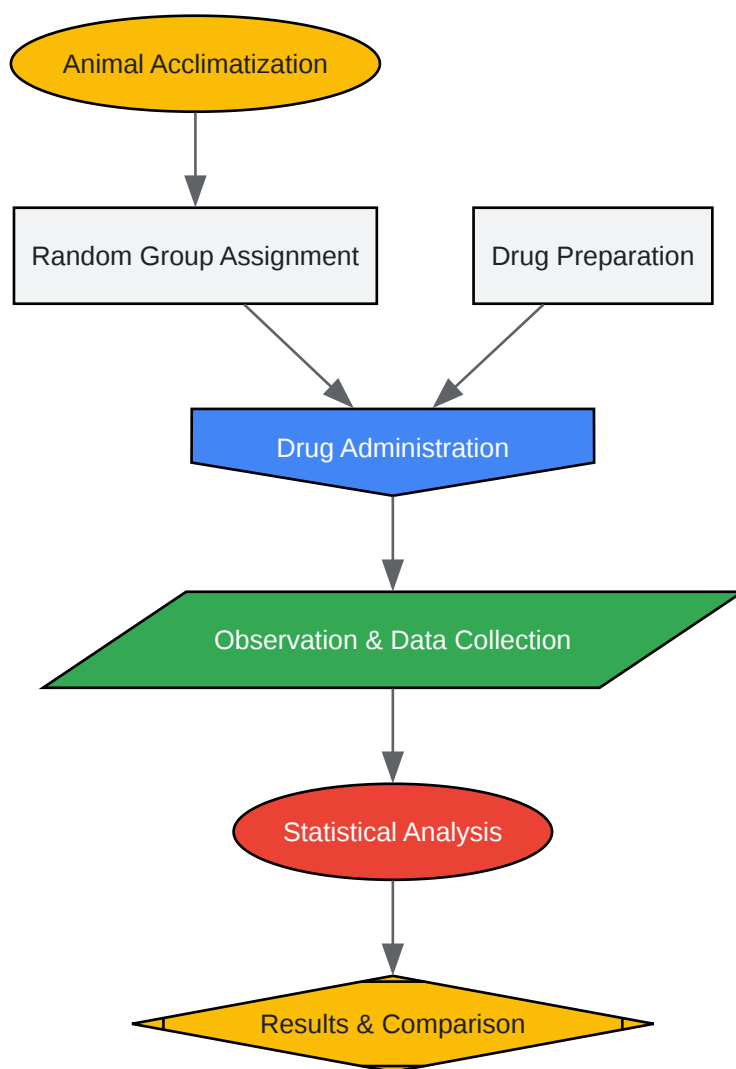 Animal Acclimatization
Random Group Assignment
Drug Preparation
Drug Administration
Observation & Data Collection
Statistical Analysis
Results & Comparison